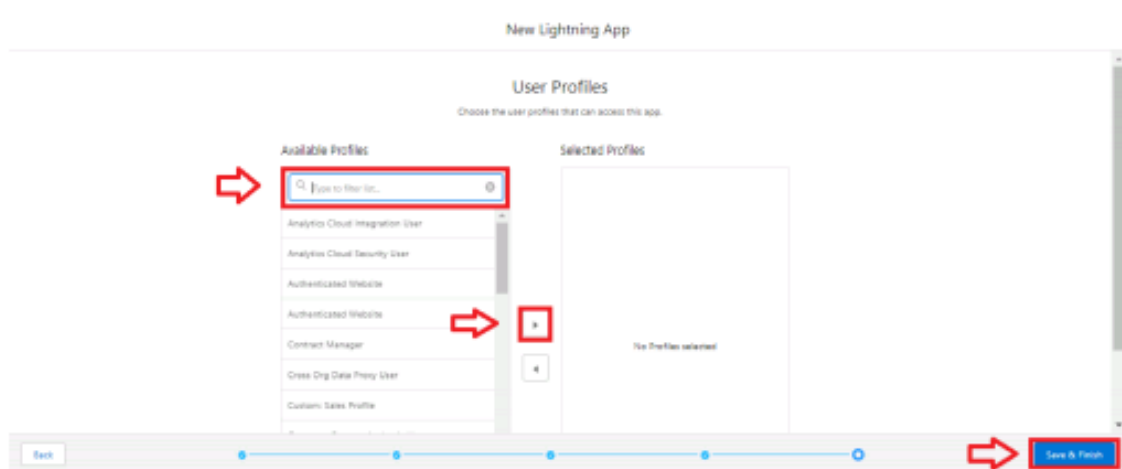 New Lightning App
User Profiles
Choose the user profiles that can access this app.
Available Profiles
Selected Profiles
Type to filter list...
Analytics Cloud Integration User
Analytics Cloud Security User
Authenticated Website
Authenticated Website
Contract Manager
Cross Org Data Proxy User
Custom: Sales Profile
No Profiles selected
Back
Save & Finish